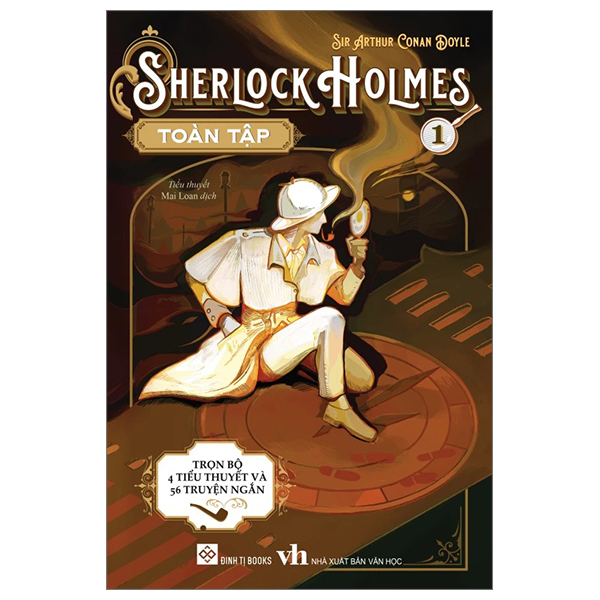 SIR ARTHUR CONAN DOYLE
SHERLOCK HOLMES
TOÀN TẬP
1
Tiểu thuyết
Mai Loan dịch
TRỌN BỘ
4 TIỂU THUYẾT VÀ
56 TRUYỆN NGẮN
ĐINH TỊ BOOKS
vh NHÀ XUẤT BẢN VĂN HỌC